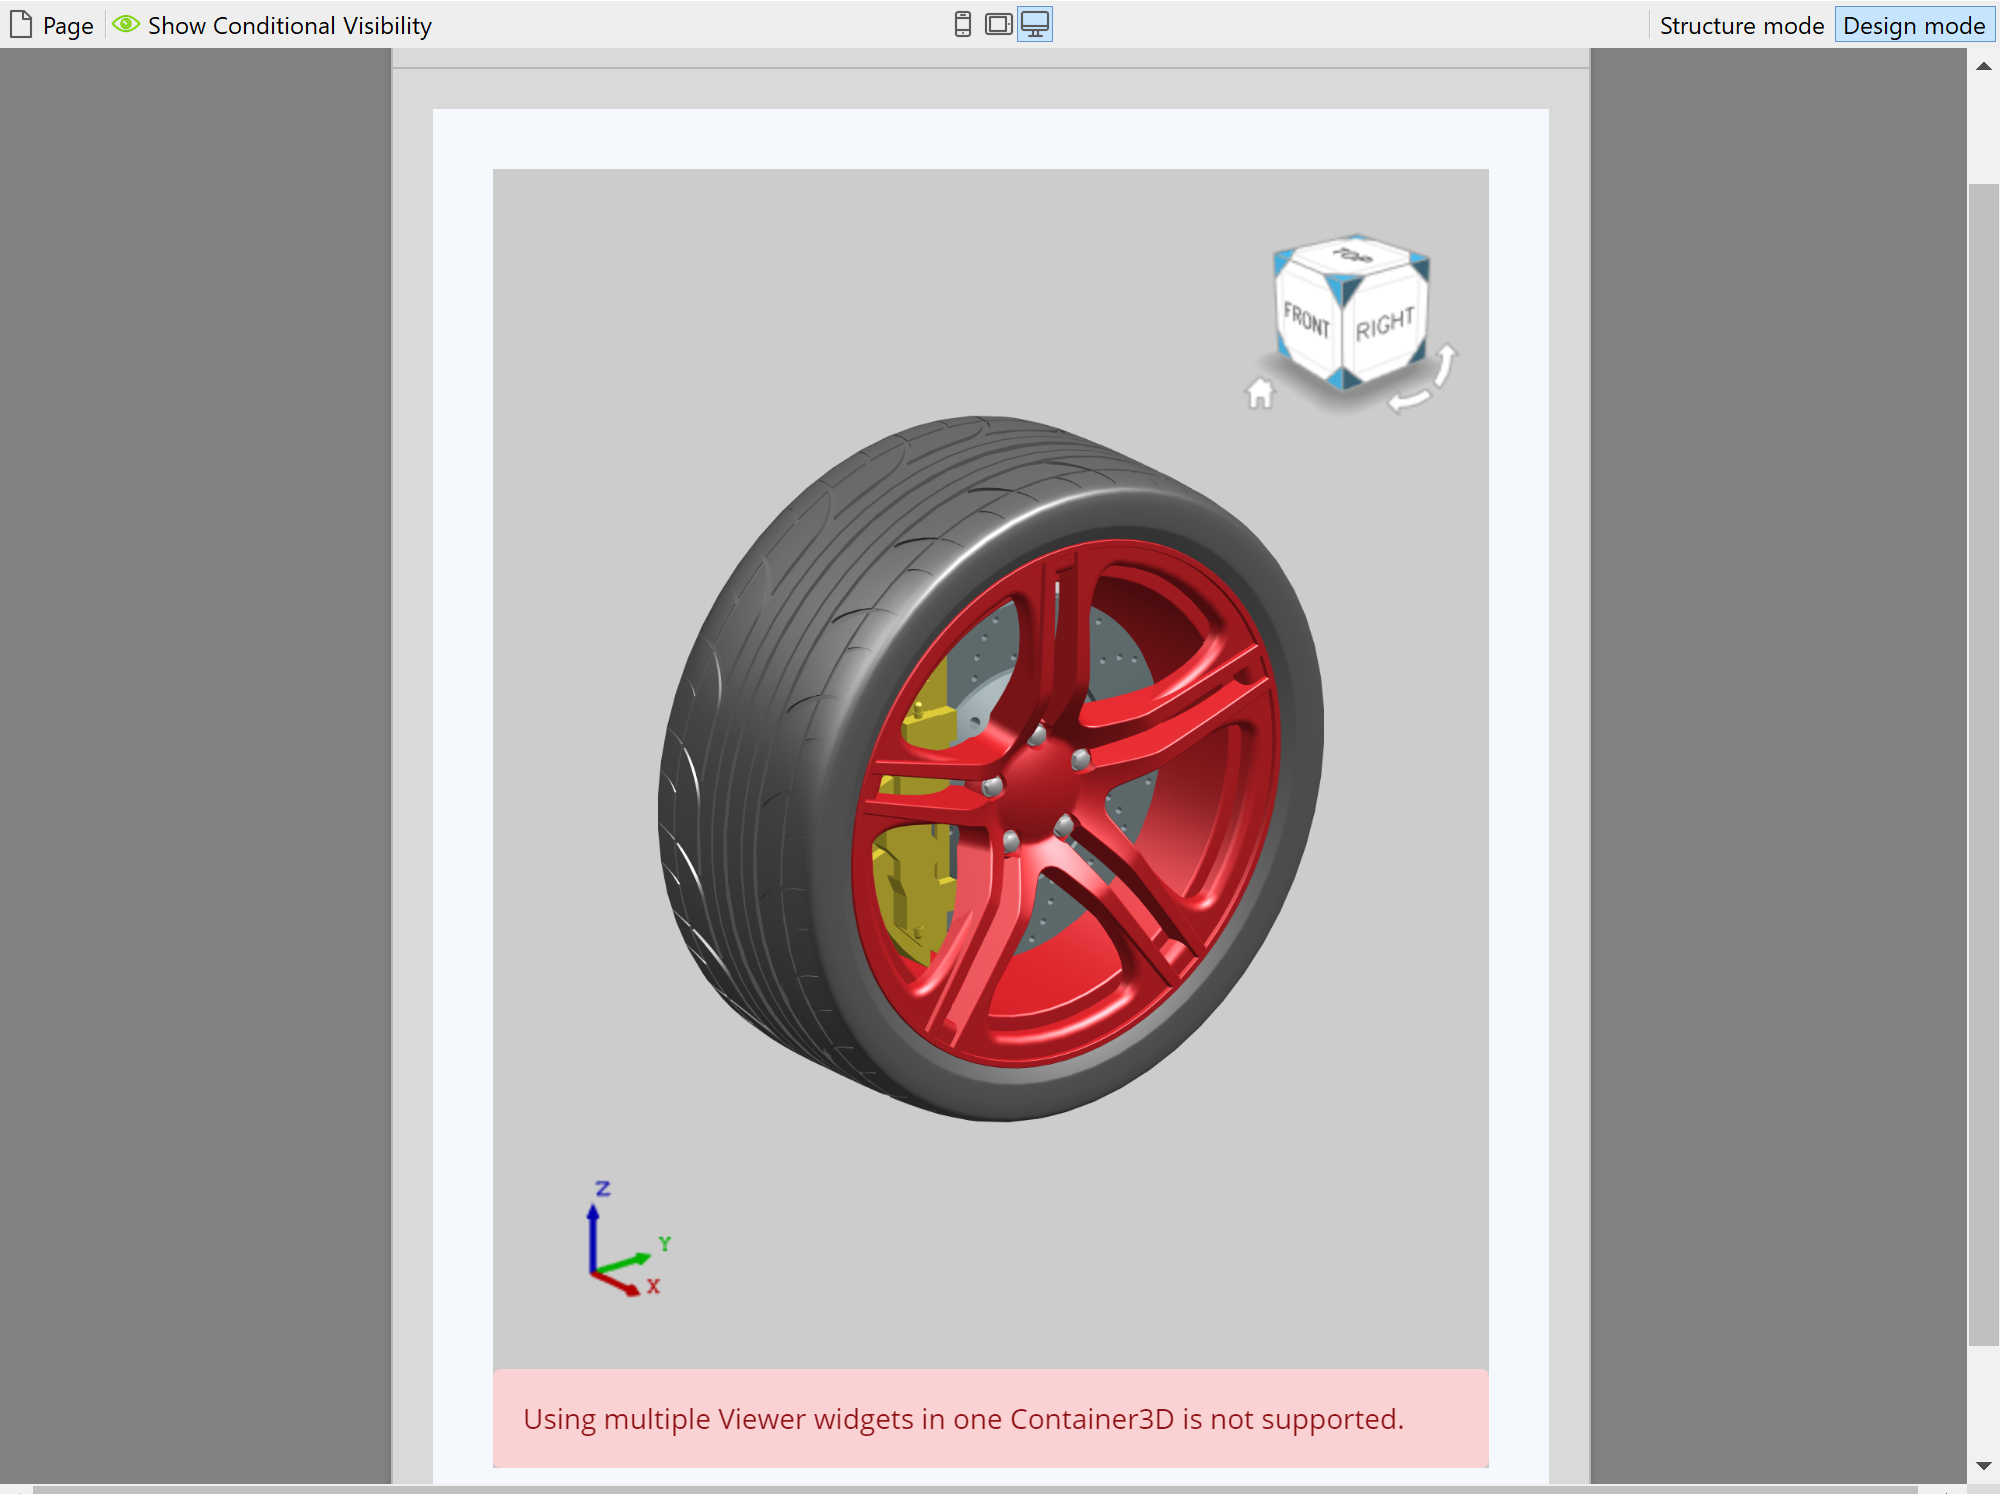 Page Show Conditional Visibility Structure mode Design mode
TOP
FRONT RIGHT
Z
Y
X
Using multiple Viewer widgets in one Container3D is not supported.